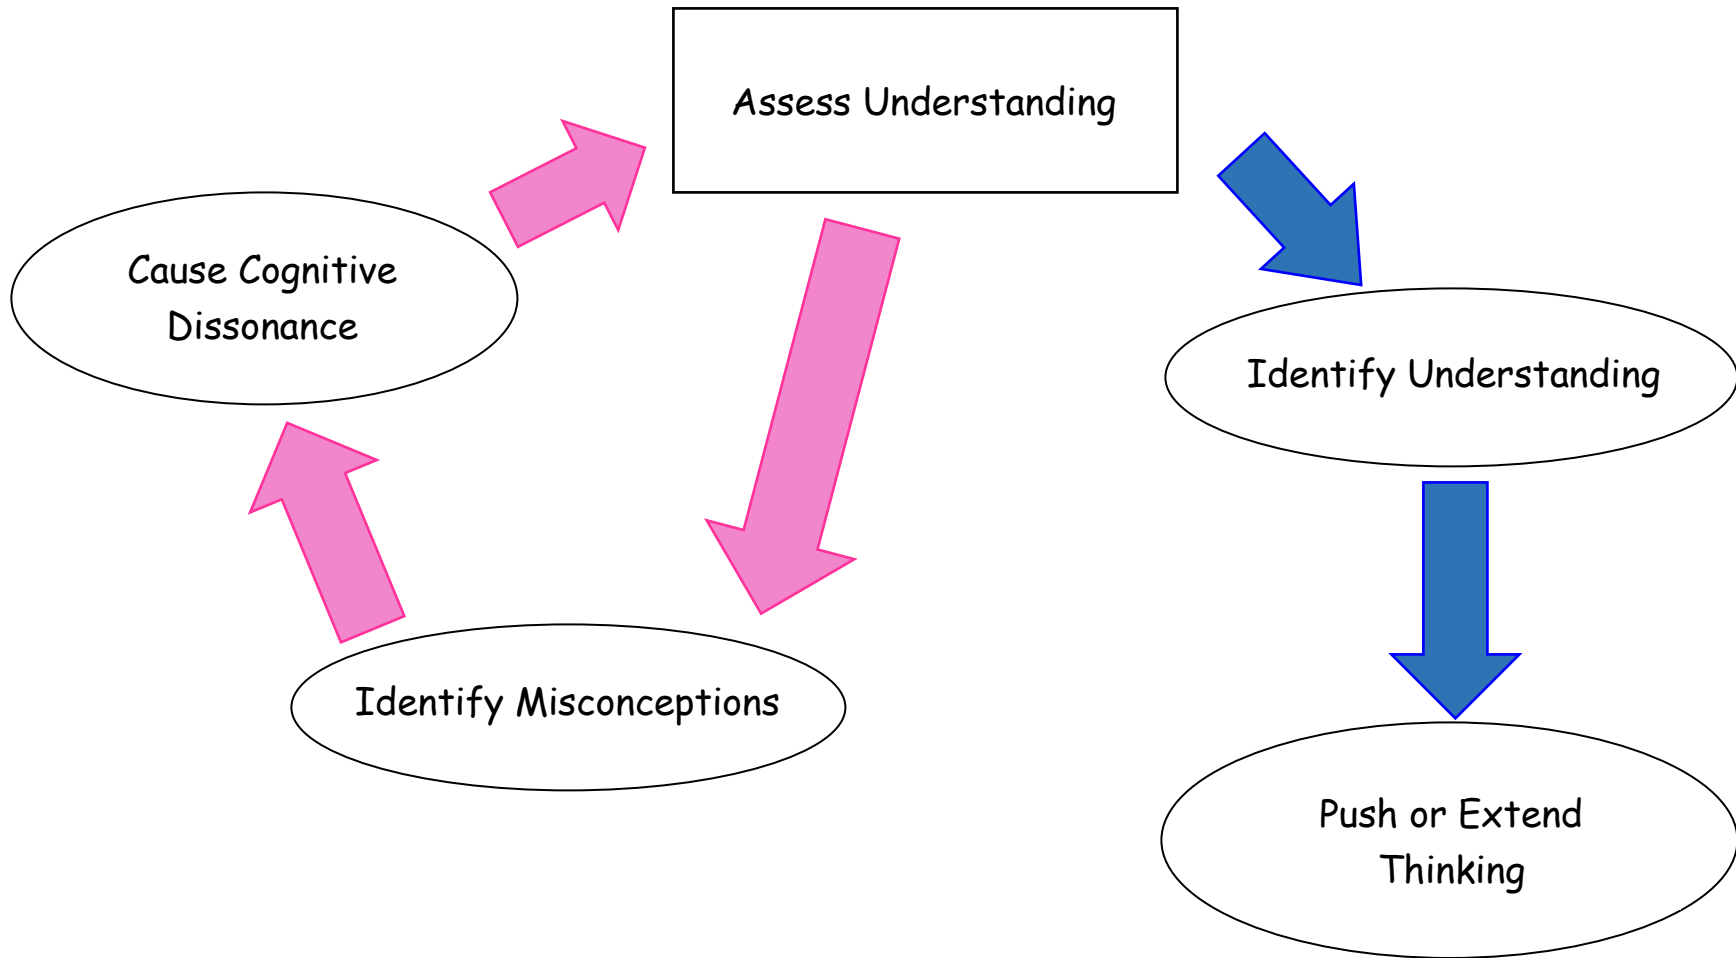 Assess Understanding
Cause Cognitive
Dissonance
Identify Understanding
Identify Misconceptions
Push or Extend
Thinking